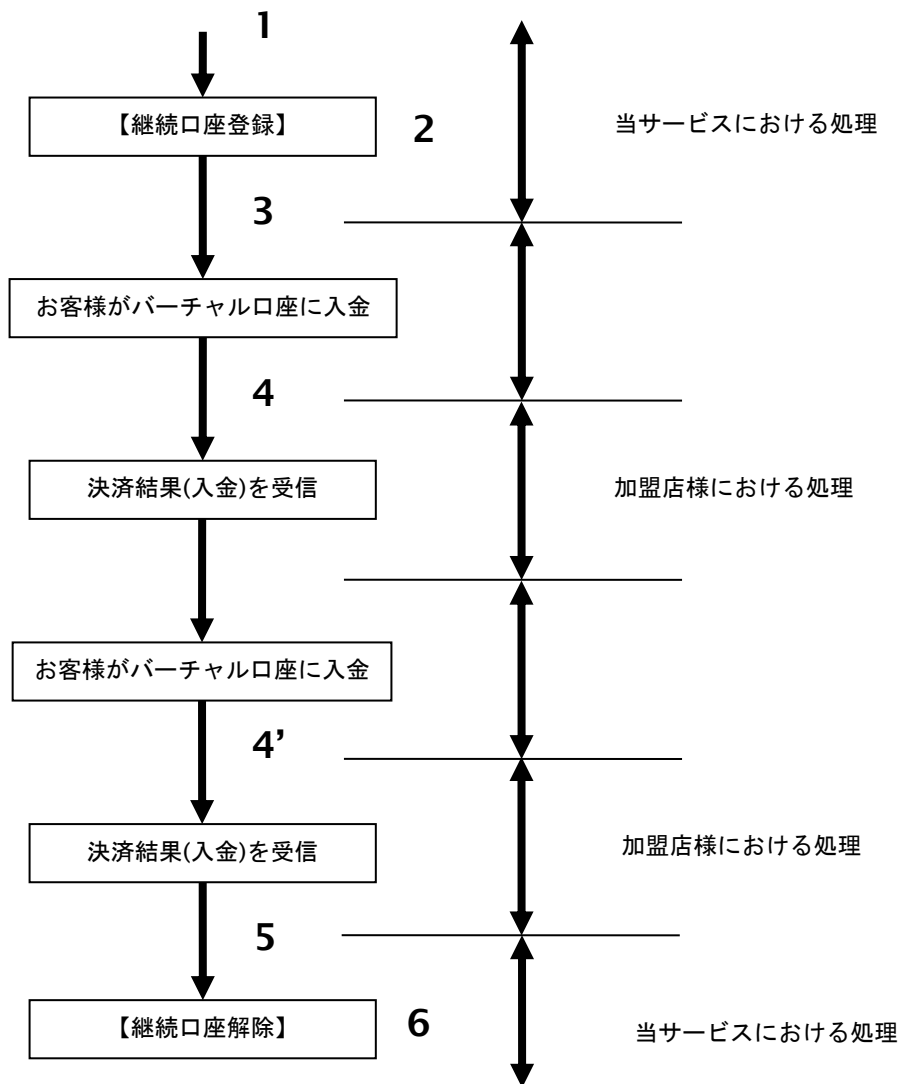 1
【継続口座登録】
2
当サービスにおける処理
3
お客様がバーチャル口座に入金
4
決済結果(入金)を受信
加盟店様における処理
お客様がバーチャル口座に入金
4’
決済結果(入金)を受信
加盟店様における処理
5
【継続口座解除】
6
当サービスにおける処理